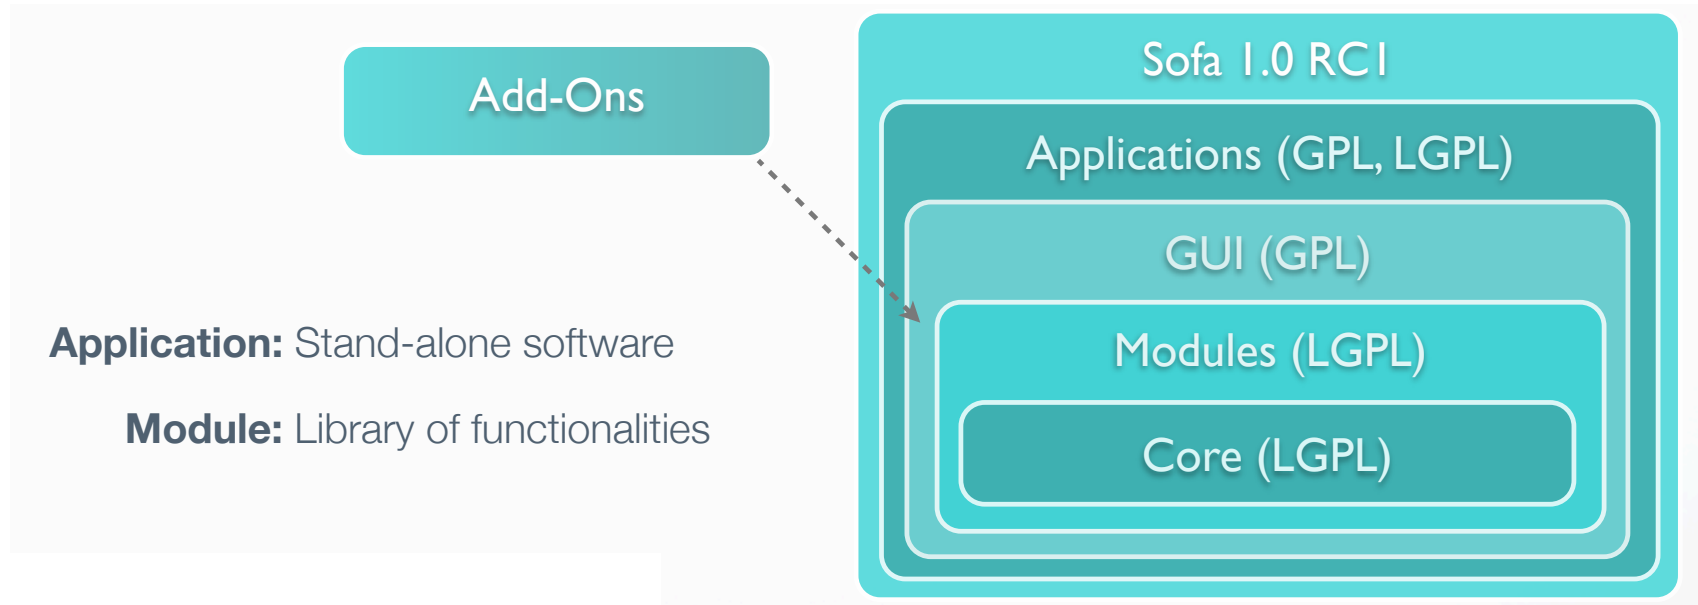 Add-Ons
Sofa 1.0 RC1
Applications (GPL, LGPL)
GUI (GPL)
Modules (LGPL)
Core (LGPL)
Application: Stand-alone software
Module: Library of functionalities